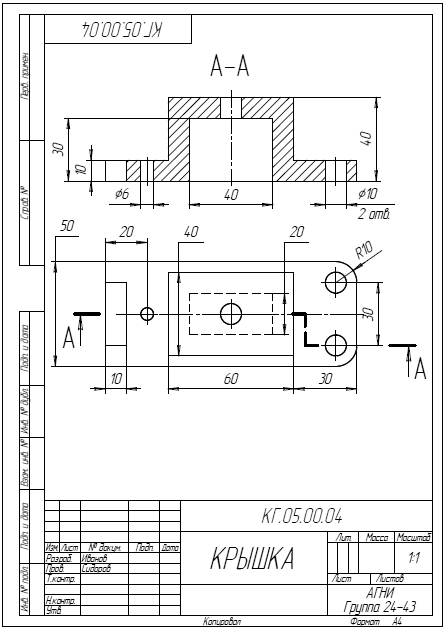 КГ.05.00.04
Перв. примен.
Справ. №
Подп. и дата
Инв. № дубл.
Взам. инв. №
Подп. и дата
Инв. № подл.
А-А
30
10
40
⌀6
40
⌀10
2 отв.
50
20
40
20
R10
30
А
А
10
60
30
КГ.05.00.04
Изм. Лист № докум. Подп. Дата
Разраб. Иванов
Пров. Сидоров
Т.контр.
Н.контр.
Утв.
КРЫШКА
Лит. Масса Масштаб
1:1
Лист Листов
АГНИ
Группа 24-43
Копировал Формат А4